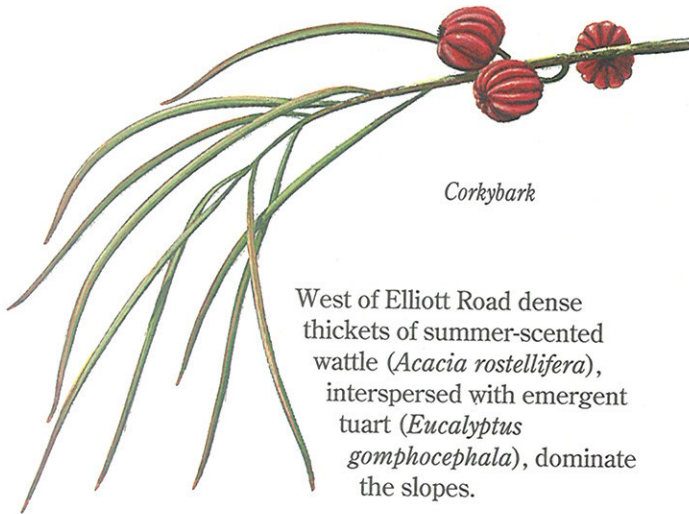 Corkybark
West of Elliott Road dense
thickets of summer-scented
wattle (Acacia rostellifera),
interspersed with emergent
tuart (Eucalyptus
gomphocephala), dominate
the slopes.